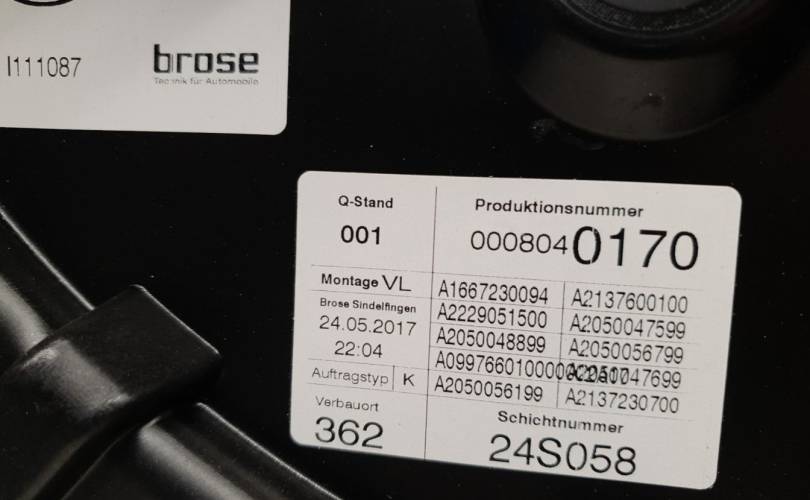 I111087
brose
Technik für Automobile
Q-Stand
001
Produktionsnummer
0008040170
Montage VL
Brose Sindelfingen
24.05.2017
22:04
Auftragstyp K
Verbauort
362
A1667230094 A2137600100
A2229051500 A2050047599
A2050048899 A2050056799
A2051047699
A2050056199 A2137230700
Schichtnummer
24S058